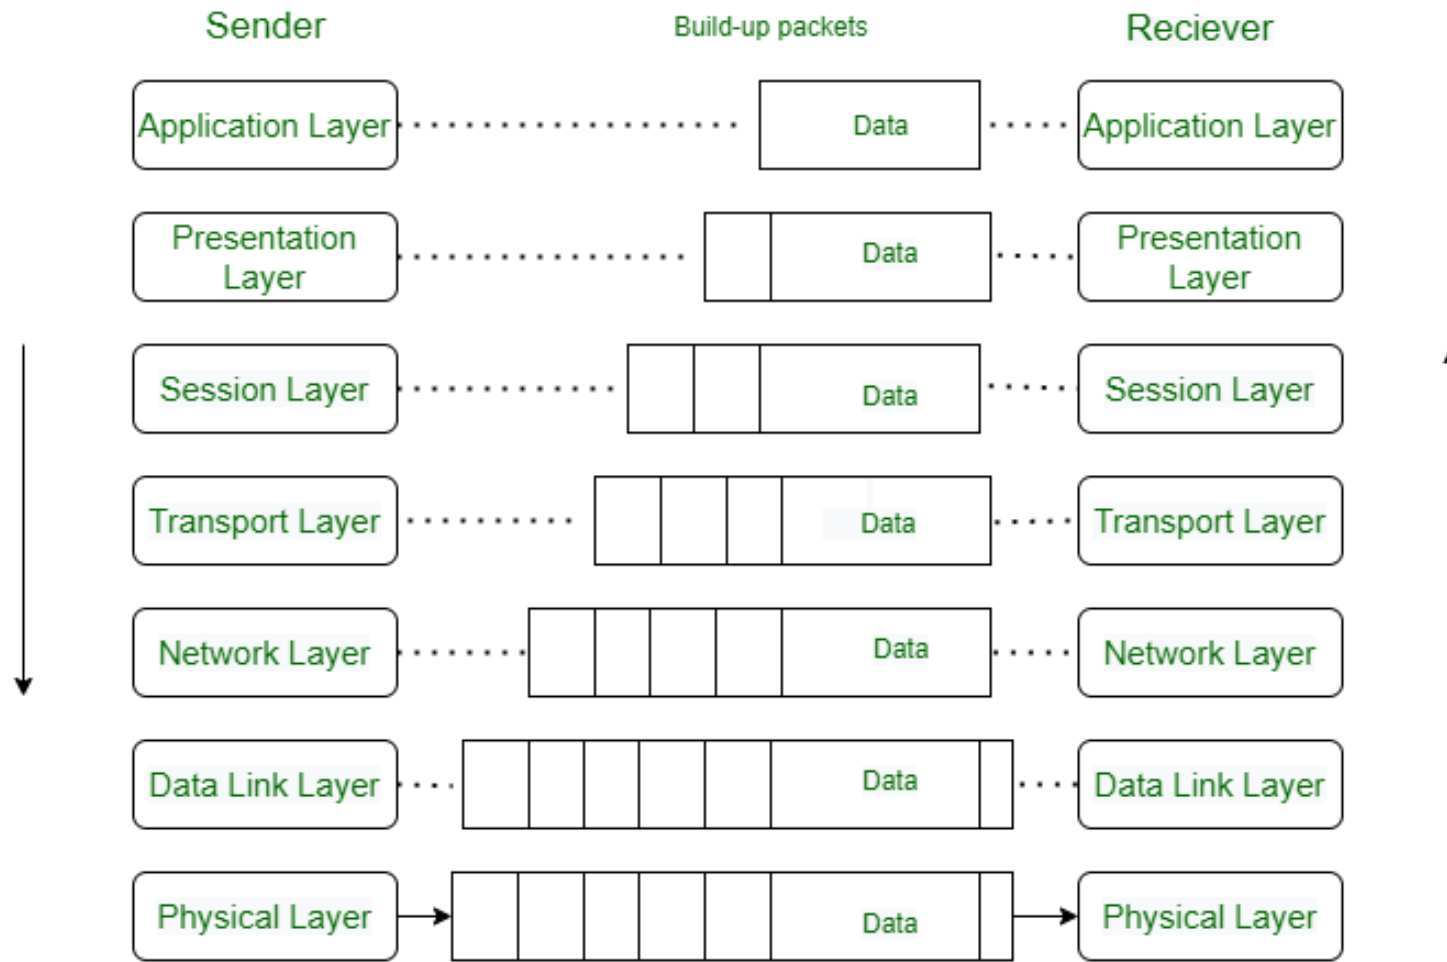 Sender
Build-up packets
Reciever
Application Layer
Data
Application Layer
Presentation
Layer
Data
Presentation
Layer
Session Layer
Data
Session Layer
Transport Layer
Data
Transport Layer
Network Layer
Data
Network Layer
Data Link Layer
Data
Data Link Layer
Physical Layer
Data
Physical Layer